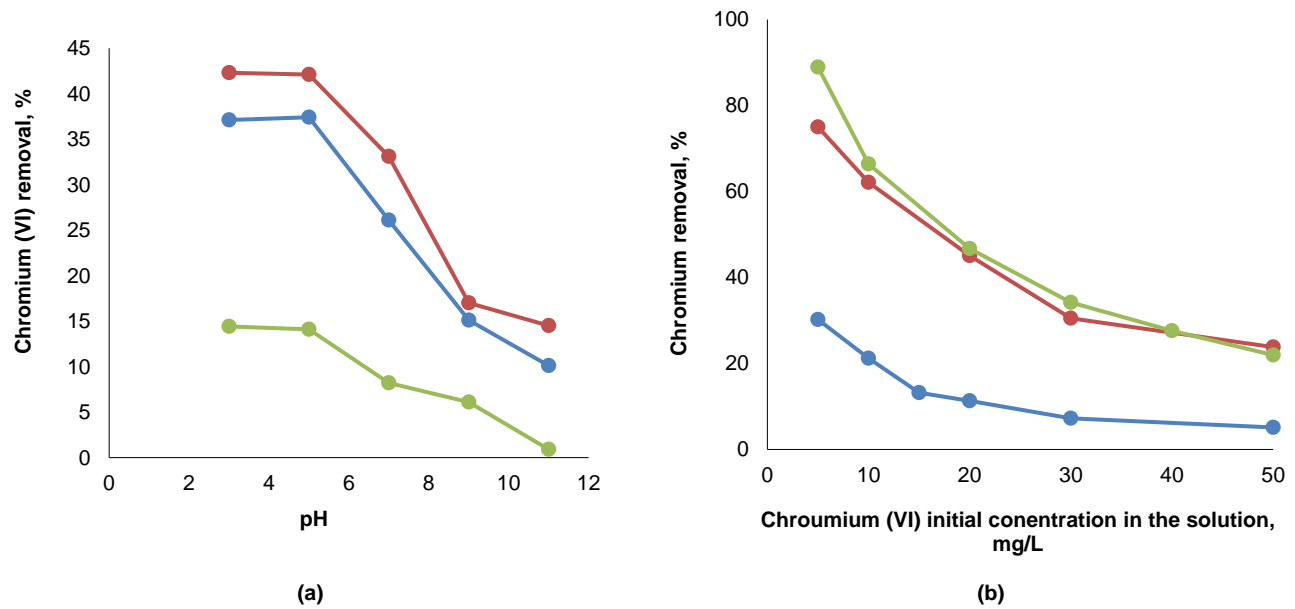 45
40
35
30
25
20
15
10
5
0
Chromium (VI) removal, %
0 2 4 6 8 10 12
pH
(a)
100
80
60
40
20
0
Chromium removal, %
0 10 20 30 40 50
Chroumium (VI) initial conentration in the solution,
mg/L
(b)